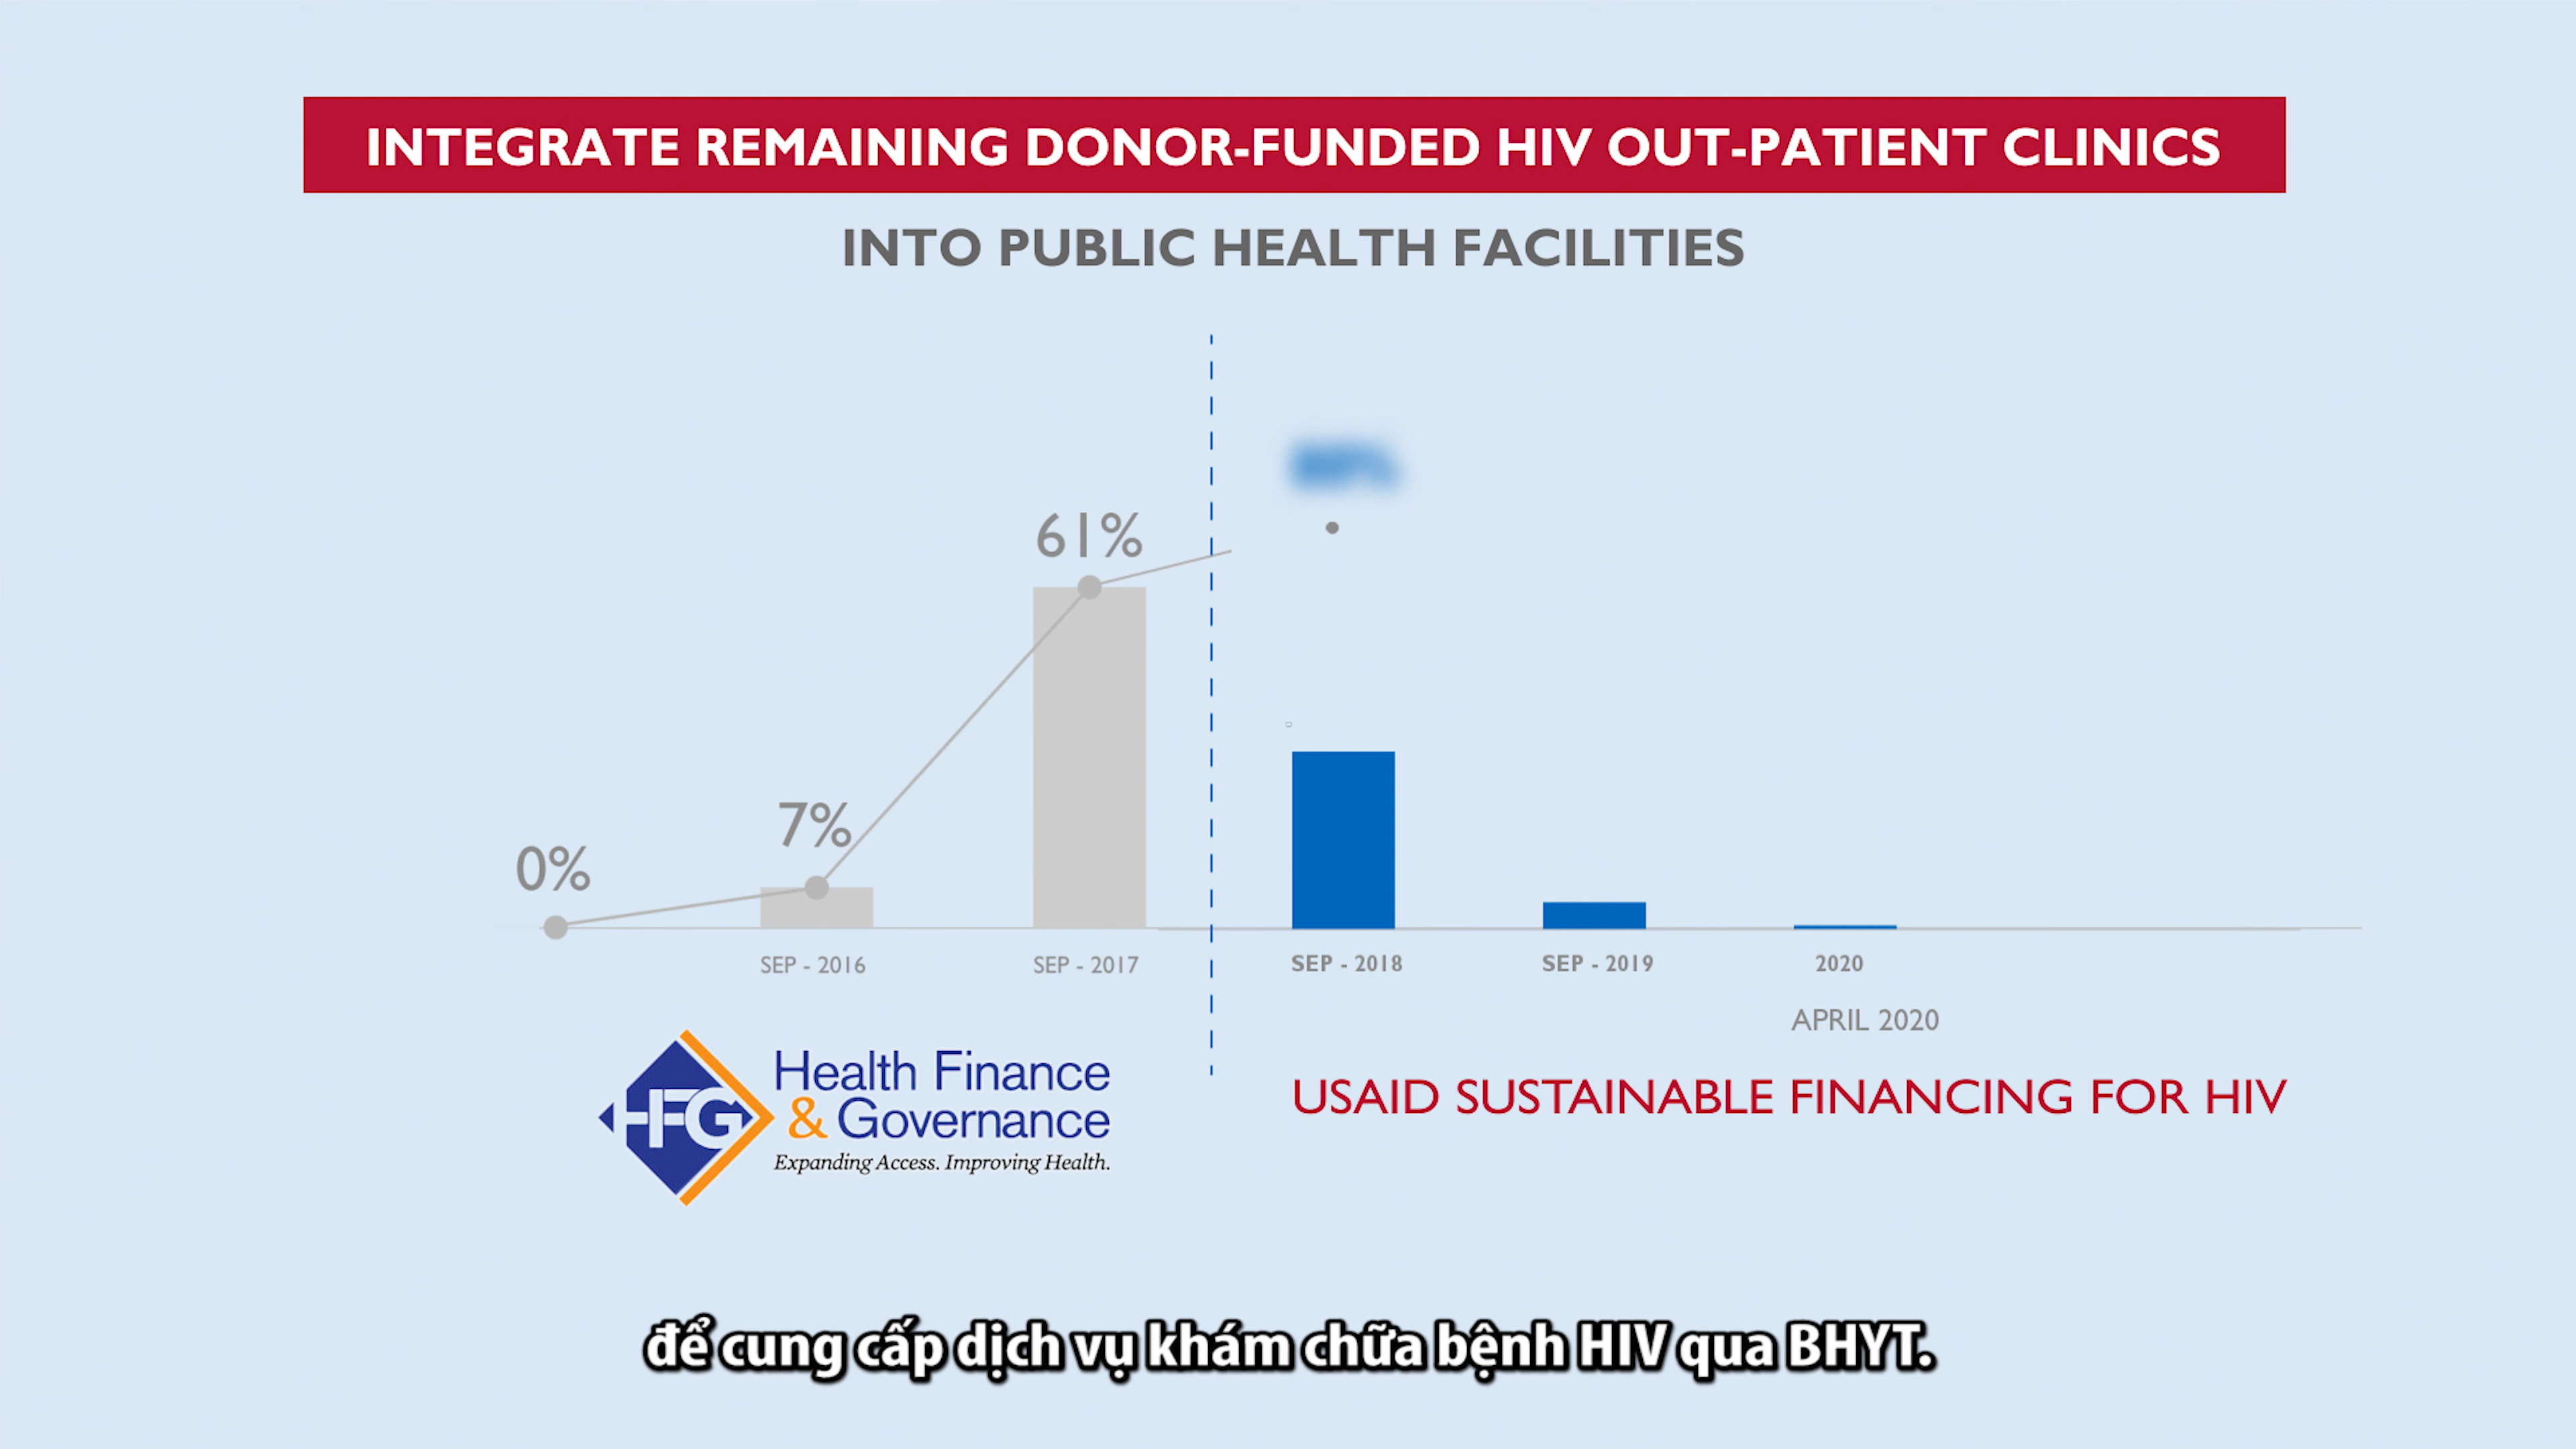 INTEGRATE REMAINING DONOR-FUNDED HIV OUT-PATIENT CLINICS
INTO PUBLIC HEALTH FACILITIES
61%
7%
0%
SEP - 2016
SEP - 2017
SEP - 2018
SEP - 2019
2020
APRIL 2020
HFG
Health Finance
& Governance
Expanding Access. Improving Health.
USAID SUSTAINABLE FINANCING FOR HIV
để cung cấp dịch vụ khám chữa bệnh HIV qua BHYT.